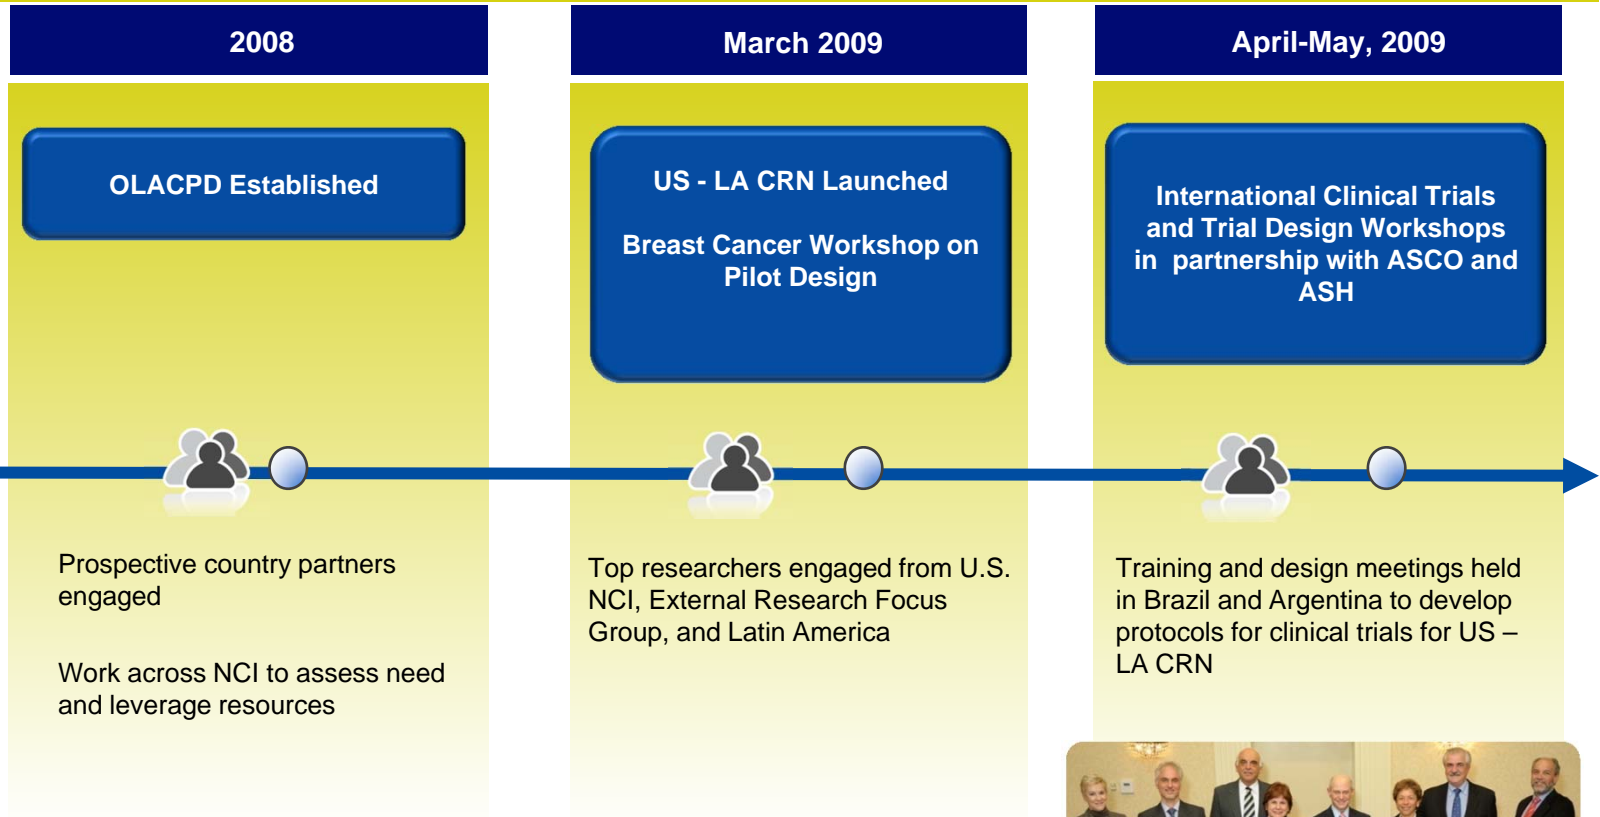 2008
OLACPD Established
Prospective country partners
engaged
Work across NCI to assess need
and leverage resources
March 2009
US - LA CRN Launched
Breast Cancer Workshop on
Pilot Design
Top researchers engaged from U.S.
NCI, External Research Focus
Group, and Latin America
April-May, 2009
International Clinical Trials
and Trial Design Workshops
in partnership with ASCO and
ASH
Training and design meetings held
in Brazil and Argentina to develop
protocols for clinical trials for US –
LA CRN